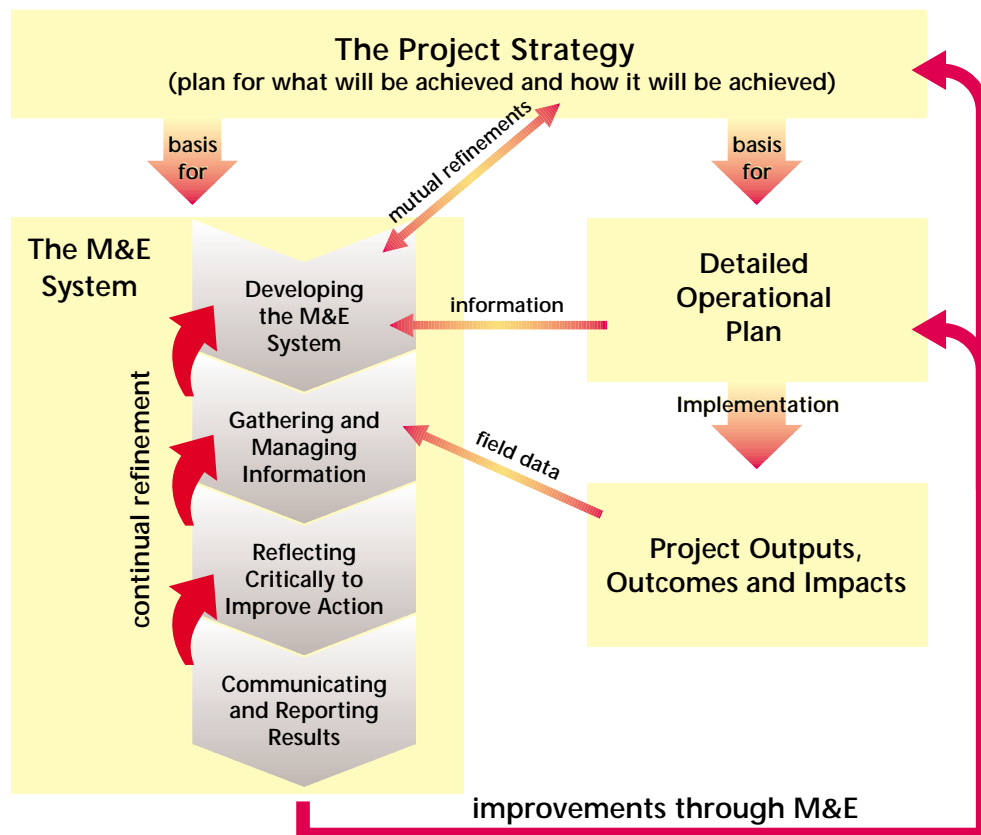 The Project Strategy
(plan for what will be achieved and how it will be achieved)
basis
for
mutual refinements
basis
for
The M&E
System
Developing
the M&E
System
information
Detailed
Operational
Plan
continual refinement
Gathering and
Managing
Information
field data
Implementation
Reflecting
Critically to
Improve Action
Project Outputs,
Outcomes and Impacts
Communicating
and Reporting
Results
improvements through M&E